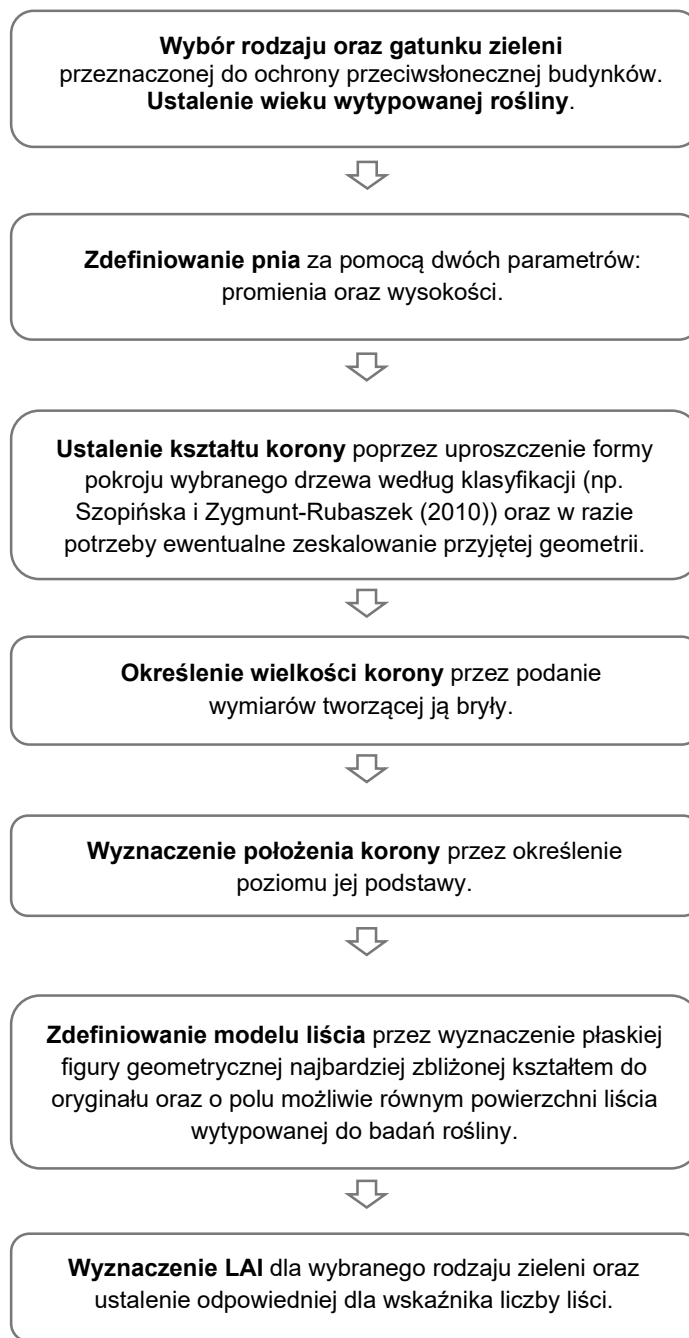 Wybór rodzaju oraz gatunku zieleni
przeznaczonej do ochrony przeciwsłonecznej budynków.
Ustalenie wieku wytypowanej rośliny.
Zdefiniowanie pnia za pomocą dwóch parametrów:
promienia oraz wysokości.
Ustalenie kształtu korony poprzez uproszczenie formy
pokroju wybranego drzewa według klasyfikacji (np.
Szopińska i Zygmunt-Rubaszek (2010)) oraz w razie
potrzeby ewentualne zeskalowanie przyjętej geometrii.
Określenie wielkości korony przez podanie
wymiarów tworzącej ją bryły.
Wyznaczenie położenia korony przez określenie
poziomu jej podstawy.
Zdefiniowanie modelu liścia przez wyznaczenie płaskiej
figury geometrycznej najbardziej zbliżonej kształtem do
oryginału oraz o polu możliwie równym powierzchni liścia
wytypowanej do badań rośliny.
Wyznaczenie LAI dla wybranego rodzaju zieleni oraz
ustalenie odpowiedniej dla wskaźnika liczby liści.